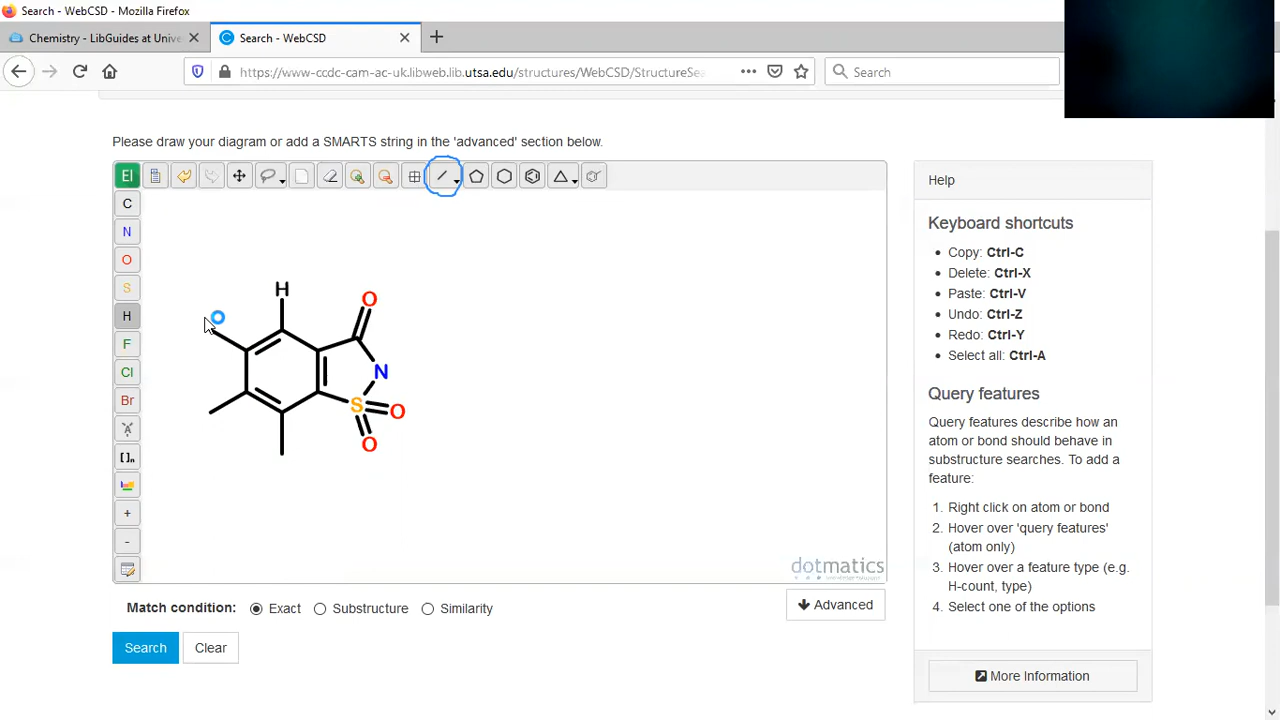 Search - WebCSD - Mozilla Firefox
Chemistry - LibGuides at Unive
Search - WebCSD
https://www-ccdc-cam-ac-uk.libweb.lib.utsa.edu/structures/WebCSD/StructureSea
Search
Please draw your diagram or add a SMARTS string in the 'advanced' section below.
El
C
N
O
S
H
F
Cl
Br
A
[ ]n
+
-
H
O
N
S
O
O
dotmatics
Match condition: Exact Substructure Similarity
Advanced
Search Clear
Help
Keyboard shortcuts
Copy: Ctrl-C
Delete: Ctrl-X
Paste: Ctrl-V
Undo: Ctrl-Z
Redo: Ctrl-Y
Select all: Ctrl-A
Query features
Query features describe how an
atom or bond should behave in
substructure searches. To add a
feature:
1. Right click on atom or bond
2. Hover over 'query features'
(atom only)
3. Hover over a feature type (e.g.
H-count, type)
4. Select one of the options
More Information